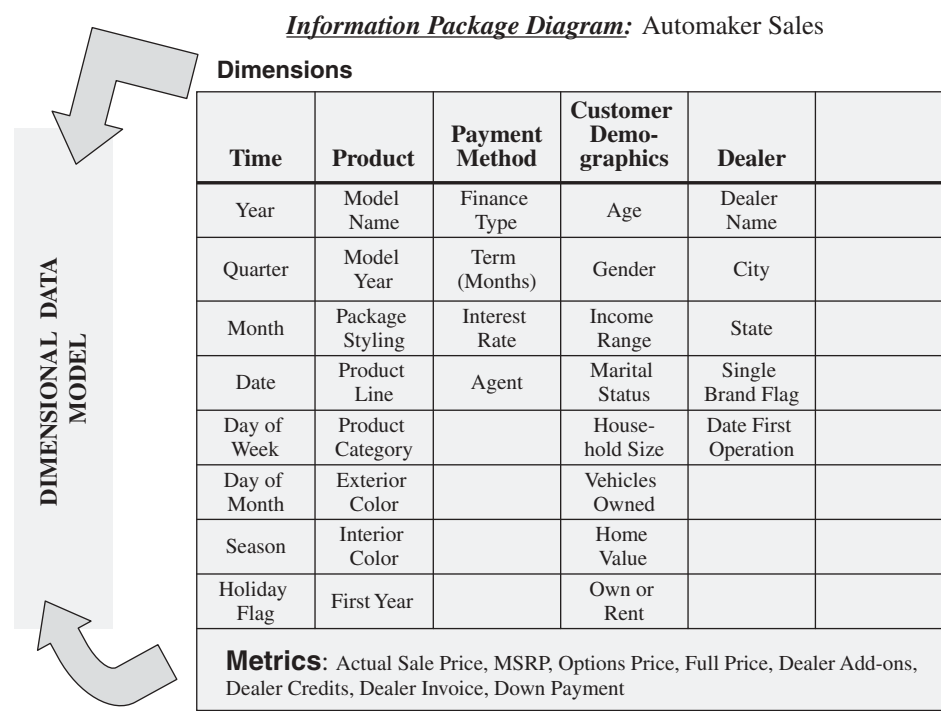 Information Package Diagram: Automaker Sales
Dimensions
DIMENSIONAL DATA
MODEL
Time
Product
Payment
Method
Customer
Demo-
graphics
Dealer
Year
Model
Name
Finance
Type
Age
Dealer
Name
Quarter
Model
Year
Term
(Months)
Gender
City
Month
Package
Styling
Interest
Rate
Income
Range
State
Date
Product
Line
Agent
Marital
Status
Single
Brand Flag
Day of
Week
Product
Category
House-
hold Size
Date First
Operation
Day of
Month
Exterior
Color
Vehicles
Owned
Season
Interior
Color
Home
Value
Holiday
Flag
First Year
Own or
Rent
Metrics: Actual Sale Price, MSRP, Options Price, Full Price, Dealer Add-ons,
Dealer Credits, Dealer Invoice, Down Payment